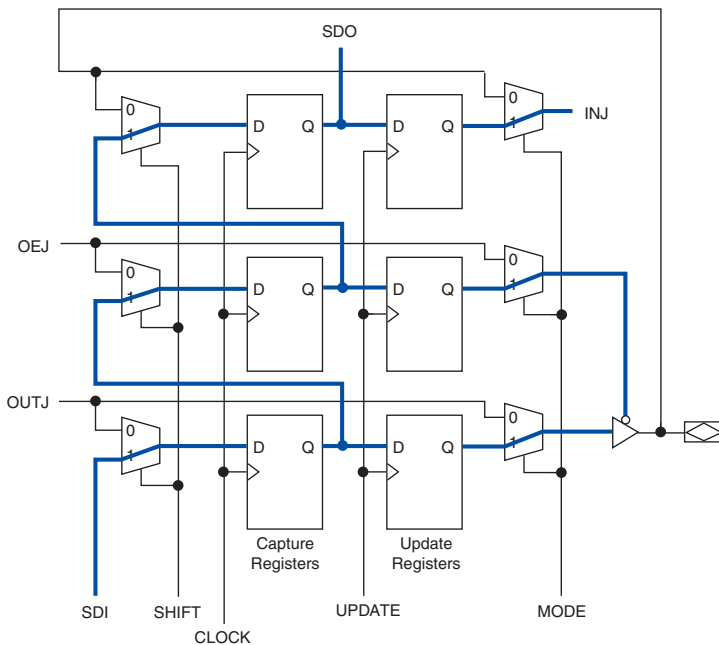 SDO
0
1
D Q
D Q
0
1
INJ
OEJ
0
1
D Q
D Q
0
1
OUTJ
0
1
D Q
D Q
0
1
Capture
Registers
Update
Registers
SDI
SHIFT
CLOCK
UPDATE
MODE